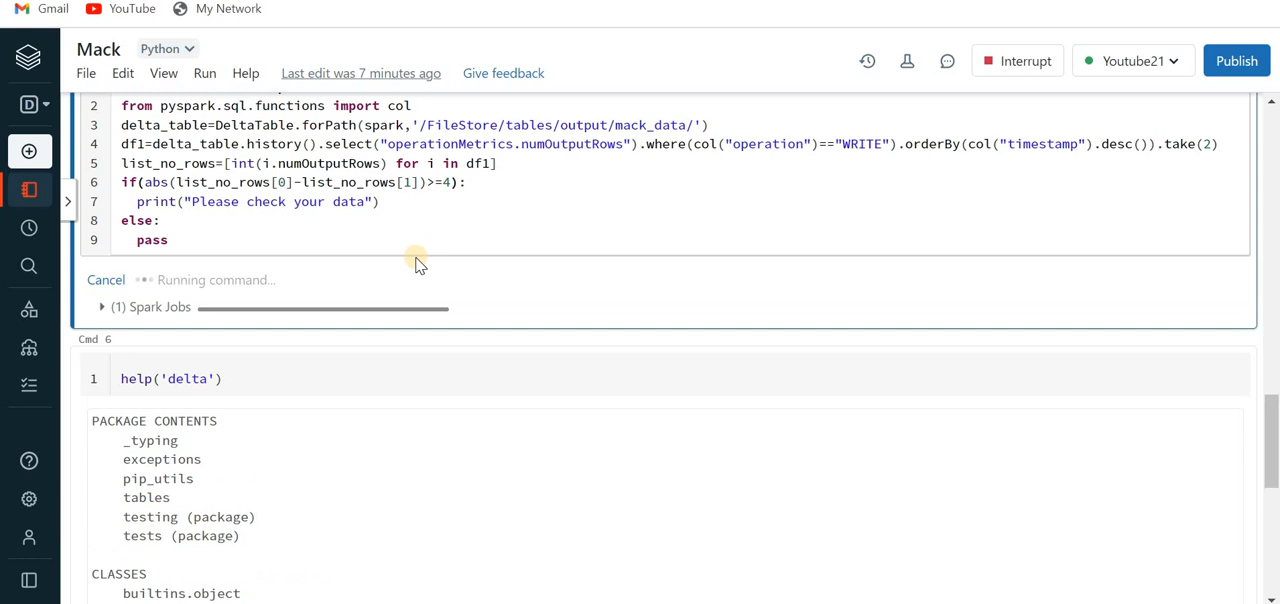 Gmail YouTube My Network
Mack Python
File Edit View Run Help Last edit was 7 minutes ago Give feedback
Interrupt Youtube21 Publish
D
2 from pyspark.sql.functions import col
3 delta_table=DeltaTable.forPath(spark,'/FileStore/tables/output/mack_data/')
4 df1=delta_table.history().select("operationMetrics.numOutputRows").where(col("operation")=="WRITE").orderBy(col("timestamp").desc()).take(2)
5 list_no_rows=[int(i.numOutputRows) for i in df1]
6 if(abs(list_no_rows[0]-list_no_rows[1])>=4):
7 print("Please check your data")
8 else:
9 pass
Cancel Running command...
(1) Spark Jobs
Cmd 6
1 help('delta')
PACKAGE CONTENTS
_typing
exceptions
pip_utils
tables
testing (package)
tests (package)
CLASSES
builtins.object